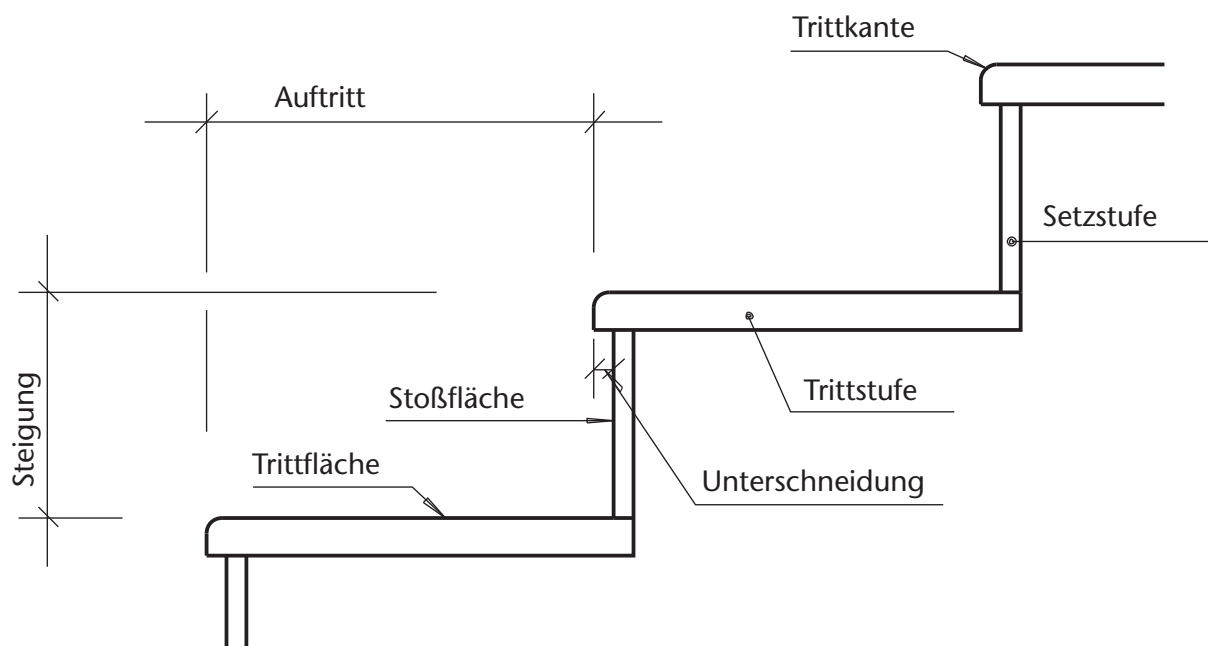 Trittkante
Auftritt
Setzstufe
Steigung
Stoßfläche
Trittstufe
Trittfläche
Unterschneidung